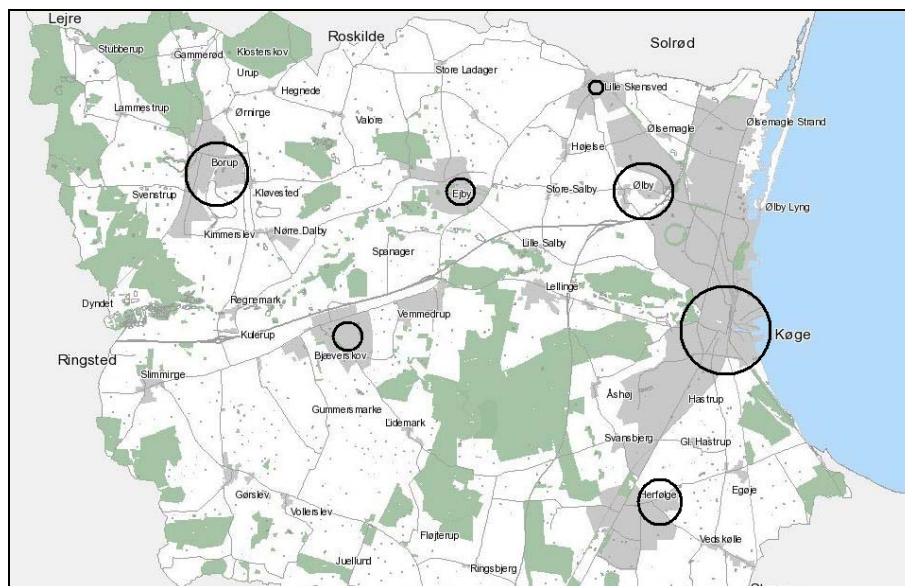 Lejre
Stubberup
Gammerød
Klosterskov
Roskilde
Solrød
Urup
Hegnede
Store Ladager
Lille Skensved
Lammestrup
Ørninge
Valore
Højelse
Ølsemagle
Ølsemagle Strand
Borup
Svenstrup
Kløvested
Ejby
Store-Salby
Ølby
Ølby Lyng
Kimmerslev
Nørre Dalby
Spanager
Lille Salby
Dyndet
Regnemark
Vemmedrup
Lellinge
Kulerup
Køge
Ringsted
Bjæverskov
Slimminge
Gummersmarke
Åshøj
Hastrup
Lidemark
Svansbjerg
Gl. Hastrup
Gørslev
Herfølge
Egøje
Vollerslev
Fløjterup
Vedskølle
Juellund
Ringsbjerg